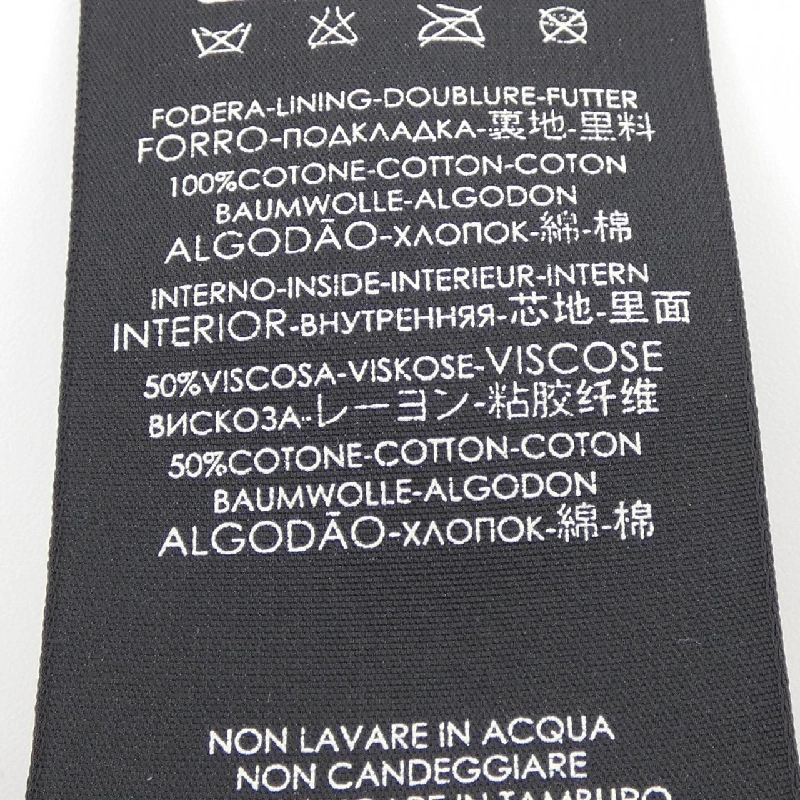 FODERA-LINING-DOUBLURE-FUTTER
FORRO-ПОДКЛАДКА-裏地-里料
100%COTONE-COTTON-COTON
BAUMWOLLE-ALGODON
ALGODÃO-ХЛОПОК-綿-棉
INTERNO-INSIDE-INTERIEUR-INTERN
INTERIOR-ВНУТРЕННЯЯ-芯地-里面
50%VISCOSA-VISKOSE-VISCOSE
ВИСКОЗА-レーヨン-粘胶纤维
50%COTONE-COTTON-COTON
BAUMWOLLE-ALGODON
ALGODÃO-ХЛОПОК-綿-棉
NON LAVARE IN ACQUA
NON CANDEGGIARE
IN TAMBURO